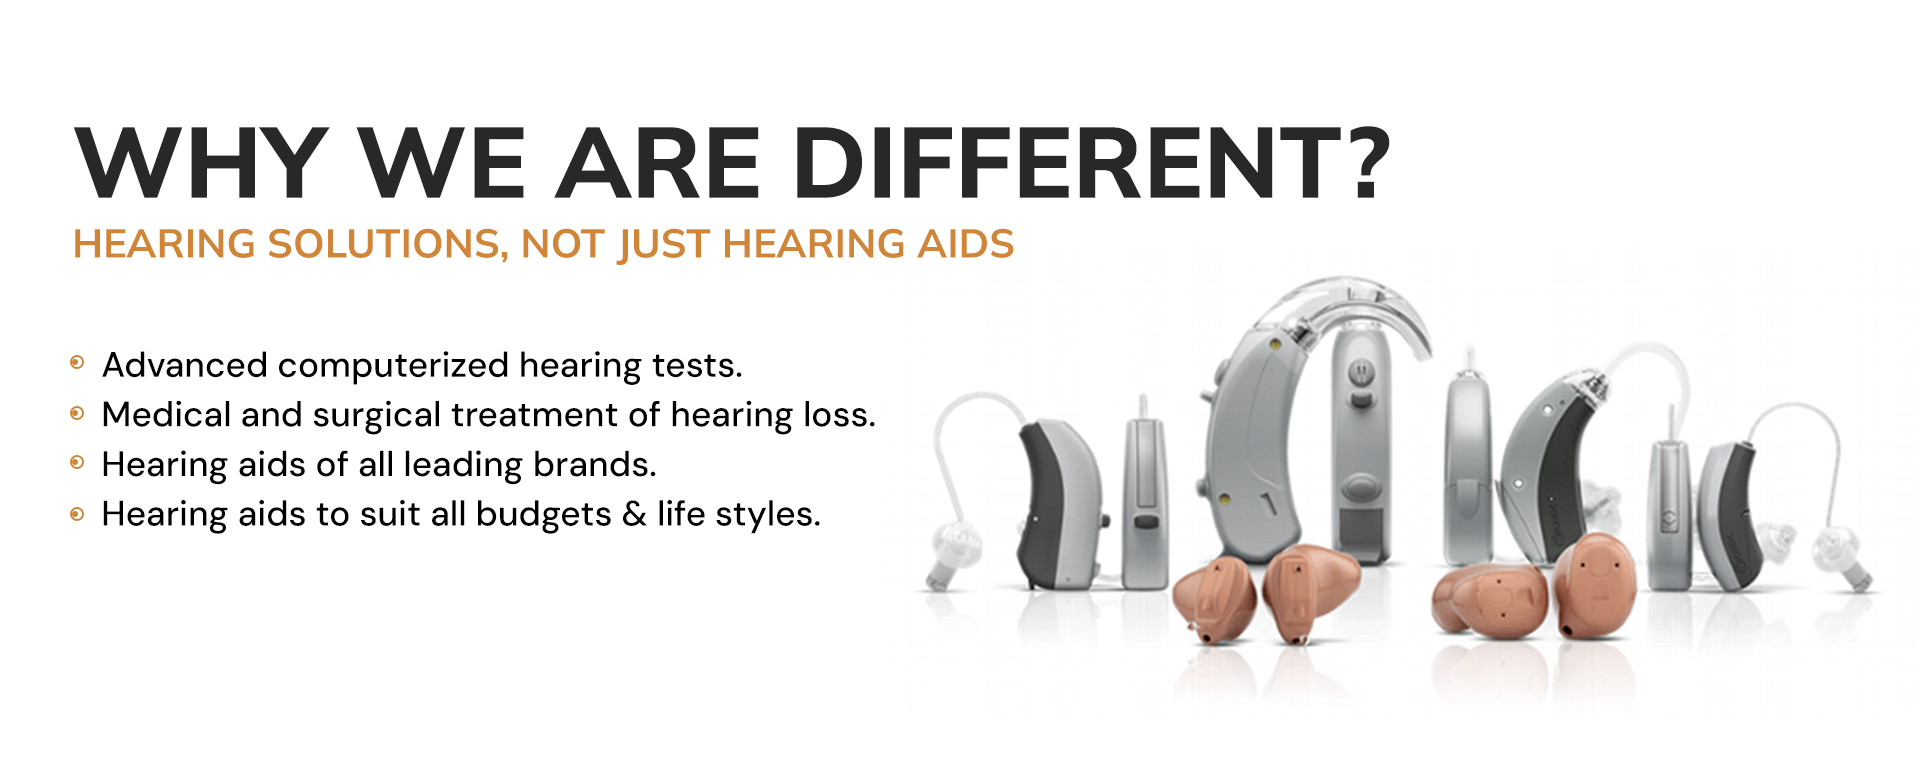 WHY WE ARE DIFFERENT?
HEARING SOLUTIONS, NOT JUST HEARING AIDS
Advanced computerized hearing tests.
Medical and surgical treatment of hearing loss.
Hearing aids of all leading brands.
Hearing aids to suit all budgets & life styles.